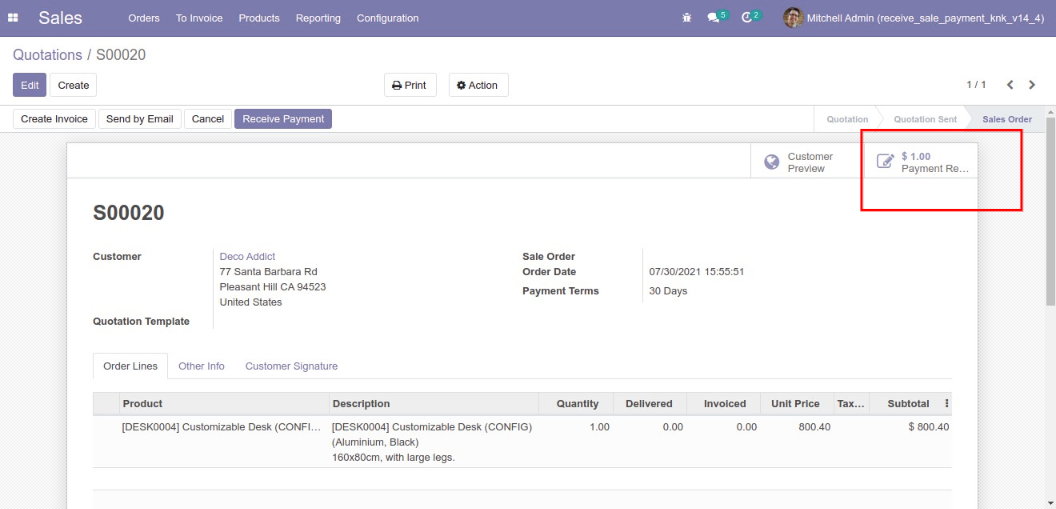 Sales Orders To Invoice Products Reporting Configuration 5 2 Mitchell Admin (receive_sale_payment_knk_v14_4)
Quotations / S00020
Edit Create Print Action 1 / 1
Create Invoice Send by Email Cancel Receive Payment Quotation Quotation Sent Sales Order
Customer Preview
$ 1.00
Payment Re...
S00020
Customer Deco Addict
77 Santa Barbara Rd
Pleasant Hill CA 94523
United States
Quotation Template
Sale Order
Order Date 07/30/2021 15:55:51
Payment Terms 30 Days
Order Lines Other Info Customer Signature
Product Description Quantity Delivered Invoiced Unit Price Tax... Subtotal
[DESK0004] Customizable Desk (CONFI... [DESK0004] Customizable Desk (CONFIG) 1.00 0.00 0.00 800.40 $ 800.40
(Aluminium, Black)
160x80cm, with large legs.